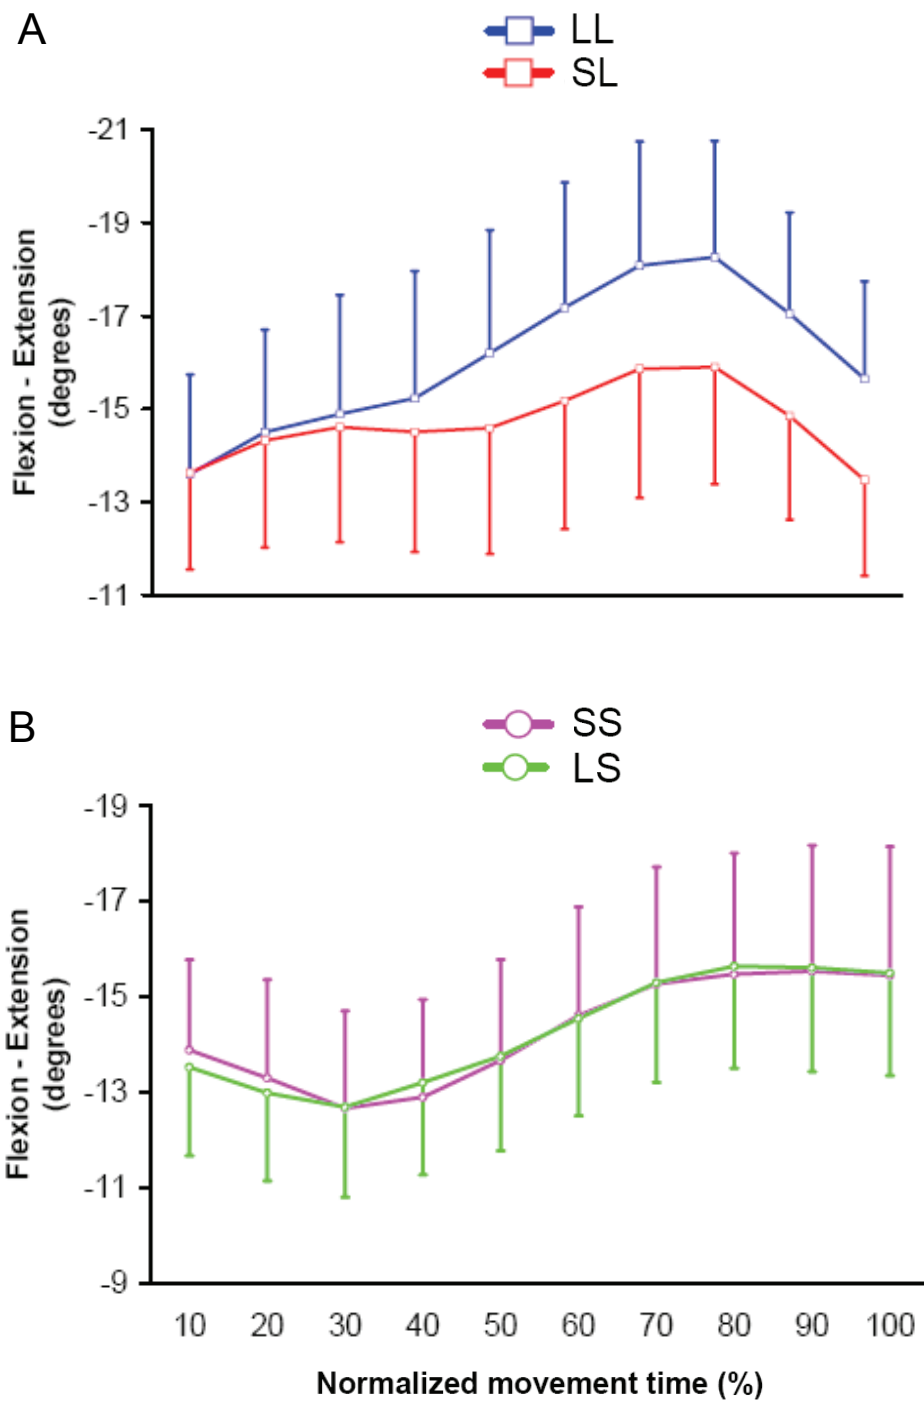 A
LL
SL
-21
-19
-17
-15
-13
-11
Flexion - Extension
(degrees)
B
SS
LS
-19
-17
-15
-13
-11
-9
Flexion - Extension
(degrees)
10 20 30 40 50 60 70 80 90 100
Normalized movement time (%)